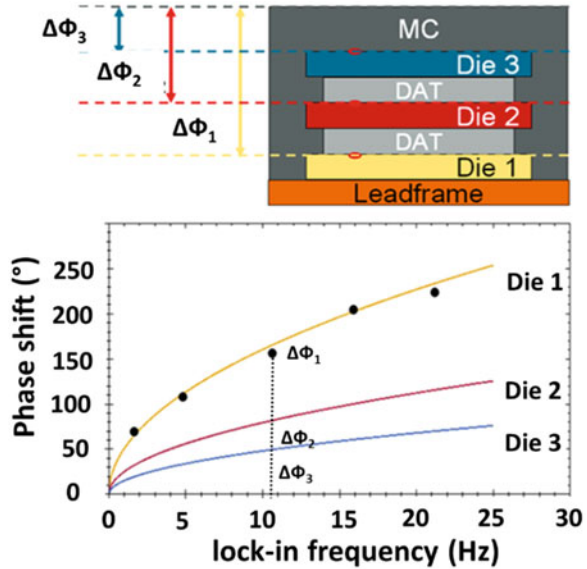 ΔΦ3
ΔΦ2
ΔΦ1
MC
Die 3
DAT
Die 2
DAT
Die 1
Leadframe
Phase shift (°)
250
200
150
100
50
0
ΔΦ1
ΔΦ2
ΔΦ3
Die 1
Die 2
Die 3
0 5 10 15 20 25 30
lock-in frequency (Hz)